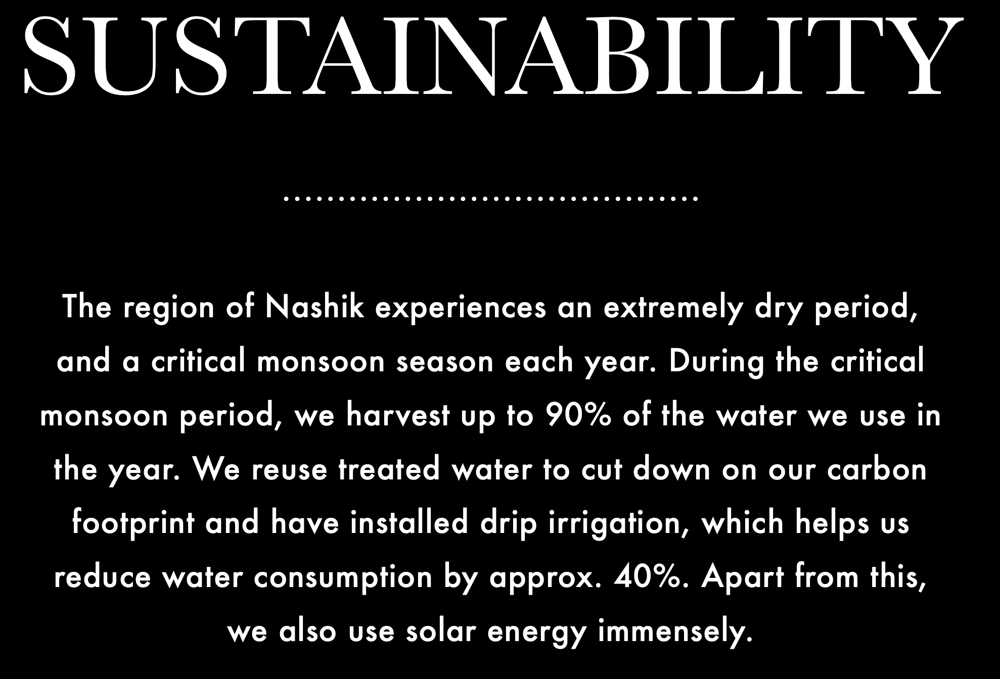 SUSTAINABILITY
The region of Nashik experiences an extremely dry period,
and a critical monsoon season each year. During the critical
monsoon period, we harvest up to 90% of the water we use in
the year. We reuse treated water to cut down on our carbon
footprint and have installed drip irrigation, which helps us
reduce water consumption by approx. 40%. Apart from this,
we also use solar energy immensely.